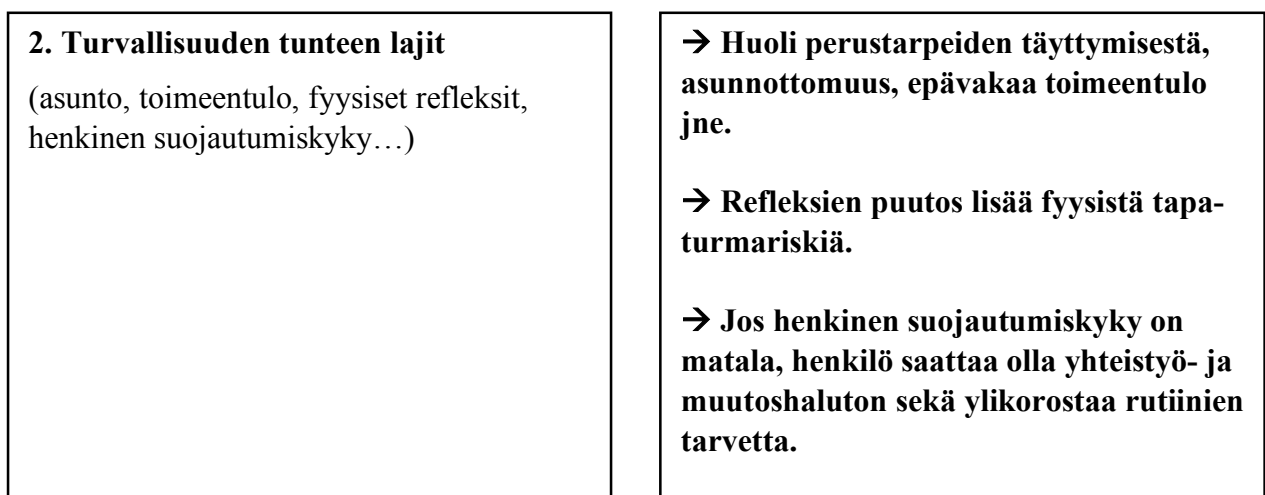 2. Turvallisuuden tunteen lajit
(asunto, toimeentulo, fyysiset refleksit,
henkinen suojautumiskyky…)
→ Huoli perustarpeiden täyttymisestä,
asunnottomuus, epävakaa toimeentulo
jne.
→ Refleksien puutos lisää fyysistä tapa-
turmariskiä.
→ Jos henkinen suojautumiskyky on
matala, henkilö saattaa olla yhteistyö- ja
muutoshaluton sekä ylikorostaa rutiinien
tarvetta.